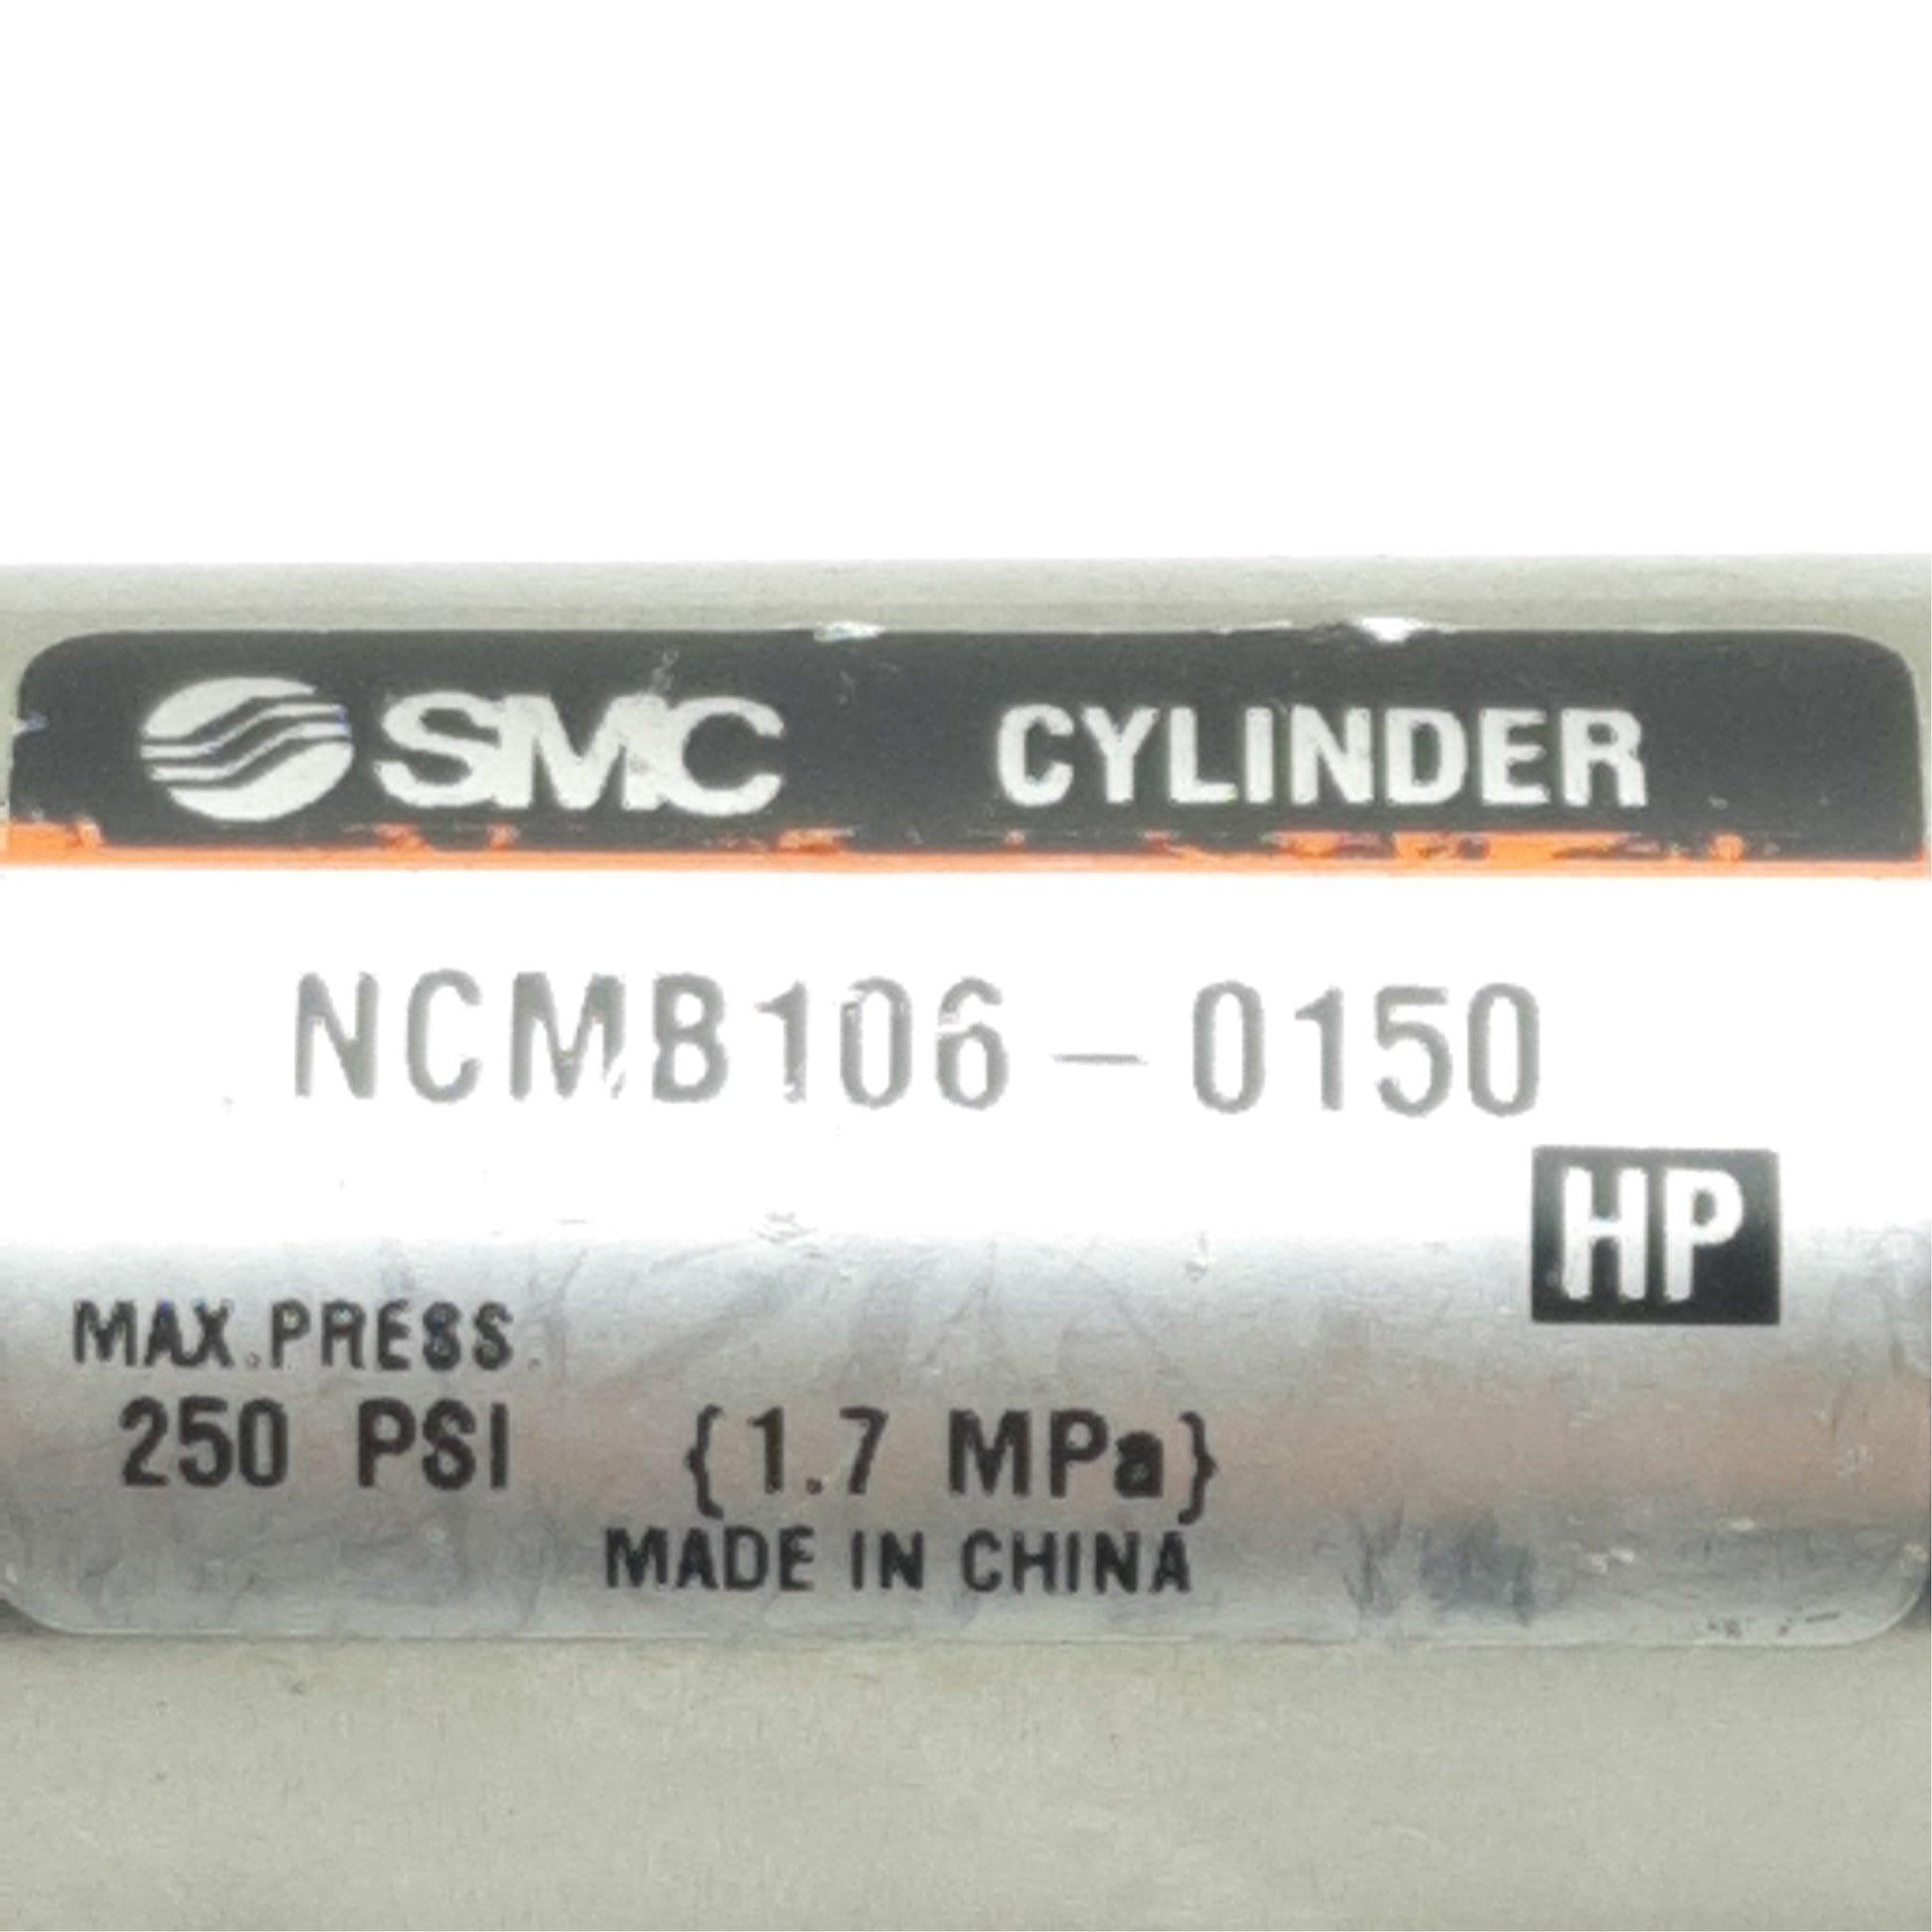 SMC CYLINDER
NCMB106-0150
HP
MAX.PRESS.
250 PSI {1.7 MPa}
MADE IN CHINA